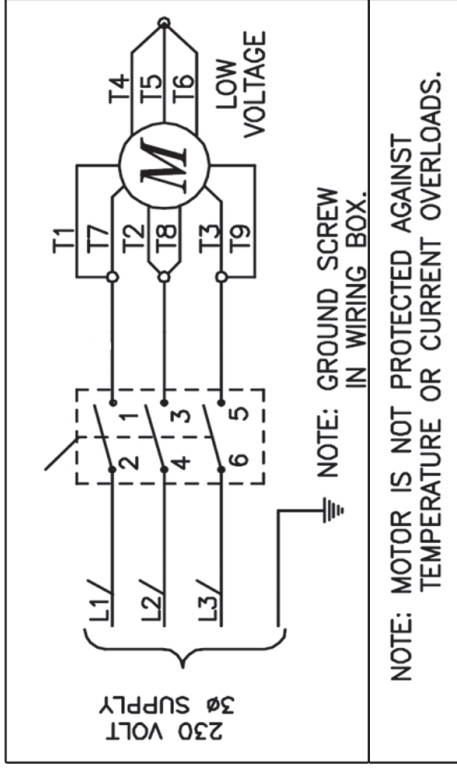 230 VOLT
3ø SUPPLY
L1
L2
L3
2
1
4
3
6
5
T1
T7
T2
T8
T3
T9
M
T4
T5
T6
LOW
VOLTAGE
NOTE: GROUND SCREW
IN WIRING BOX.
NOTE: MOTOR IS NOT PROTECTED AGAINST
TEMPERATURE OR CURRENT OVERLOADS.